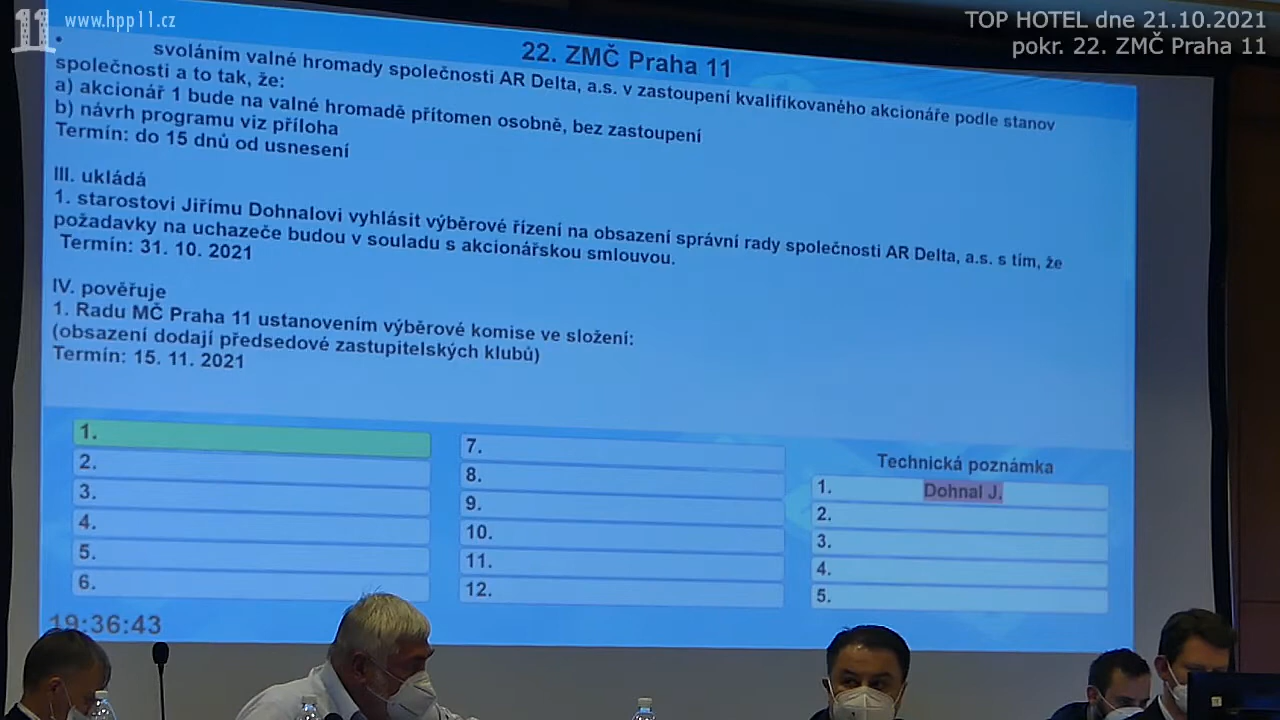 11 www.hpp11.cz
TOP HOTEL dne 21.10.2021
pokr. 22. ZMČ Praha 11
22. ZMČ Praha 11
svoláním valné hromady společnosti AR Delta, a.s. v zastoupení kvalifikovaného akcionáře podle stanov
společnosti a to tak, že:
a) akcionář 1 bude na valné hromadě přítomen osobně, bez zastoupení
b) návrh programu viz příloha
Termín: do 15 dnů od usnesení
III. ukládá
1. starostovi Jiřímu Dohnalovi vyhlásit výběrové řízení na obsazení správní rady společnosti AR Delta, a.s. s tím, že
požadavky na uchazeče budou v souladu s akcionářskou smlouvou.
Termín: 31. 10. 2021
IV. pověřuje
1. Radu MČ Praha 11 ustanovením výběrové komise ve složení:
(obsazení dodají předsedové zastupitelských klubů)
Termín: 15. 11. 2021
1.
2.
3.
4.
5.
6.
7.
8.
9.
10.
11.
12.
Technická poznámka
1. Dohnal J.
2.
3.
4.
5.
19:36:43